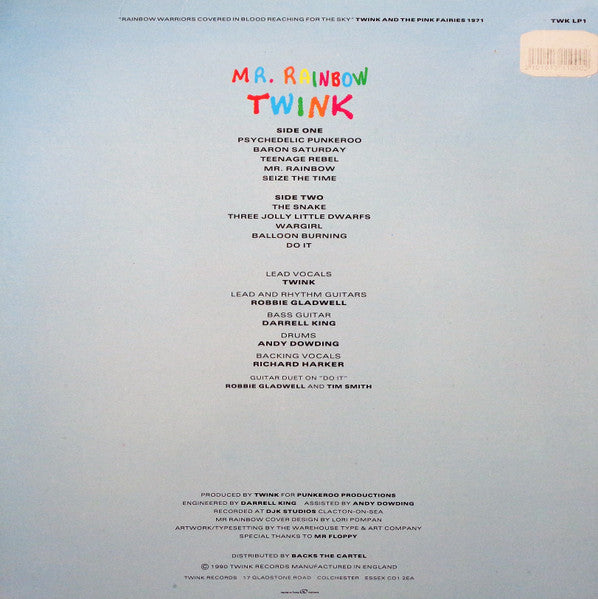 "RAINBOW WARRIORS COVERED IN BLOOD REACHING FOR THE SKY" TWINK AND THE PINK FAIRIES 1971
TWK LP1
MR. RAINBOW
TWINK
SIDE ONE
PSYCHEDELIC PUNKEROO
BARON SATURDAY
TEENAGE REBEL
MR. RAINBOW
SEIZE THE TIME
SIDE TWO
THE SNAKE
THREE JOLLY LITTLE DWARFS
WARGIRL
BALLOON BURNING
DO IT
LEAD VOCALS
TWINK
LEAD AND RHYTHM GUITARS
ROBBIE GLADWELL
BASS GUITAR
DARRELL KING
DRUMS
ANDY DOWDING
BACKING VOCALS
RICHARD HARKER
GUITAR DUET ON "DO IT"
ROBBIE GLADWELL AND TIM SMITH
PRODUCED BY TWINK FOR PUNKEROO PRODUCTIONS
ENGINEERED BY DARRELL KING ASSISTED BY ANDY DOWDING
RECORDED AT DJK STUDIOS CLACTON-ON-SEA
MR RAINBOW COVER DESIGN BY LORI POMPAN
ARTWORK/TYPESETTING BY THE WAREHOUSE TYPE & ART COMPANY
SPECIAL THANKS TO MR FLOPPY
DISTRIBUTED BY BACKS THE CARTEL
© 1990 TWINK RECORDS MANUFACTURED IN ENGLAND
TWINK RECORDS 17 GLADSTONE ROAD COLCHESTER ESSEX CO1 2EA